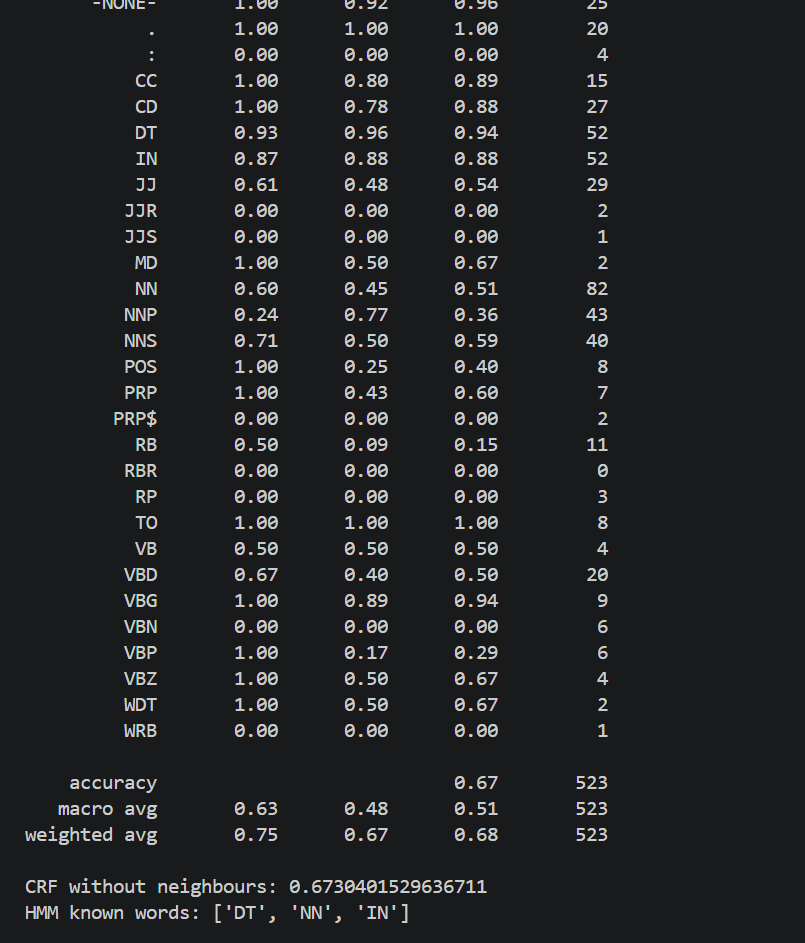 -NONE- 1.00 0.92 0.96 25
. 1.00 1.00 1.00 20
: 0.00 0.00 0.00 4
CC 1.00 0.80 0.89 15
CD 1.00 0.78 0.88 27
DT 0.93 0.96 0.94 52
IN 0.87 0.88 0.88 52
JJ 0.61 0.48 0.54 29
JJR 0.00 0.00 0.00 2
JJS 0.00 0.00 0.00 1
MD 1.00 0.50 0.67 2
NN 0.60 0.45 0.51 82
NNP 0.24 0.77 0.36 43
NNS 0.71 0.50 0.59 40
POS 1.00 0.25 0.40 8
PRP 1.00 0.43 0.60 7
PRP$ 0.00 0.00 0.00 2
RB 0.50 0.09 0.15 11
RBR 0.00 0.00 0.00 0
RP 0.00 0.00 0.00 3
TO 1.00 1.00 1.00 8
VB 0.50 0.50 0.50 4
VBD 0.67 0.40 0.50 20
VBG 1.00 0.89 0.94 9
VBN 0.00 0.00 0.00 6
VBP 1.00 0.17 0.29 6
VBZ 1.00 0.50 0.67 4
WDT 1.00 0.50 0.67 2
WRB 0.00 0.00 0.00 1
accuracy 0.67 523
macro avg 0.63 0.48 0.51 523
weighted avg 0.75 0.67 0.68 523
CRF without neighbours: 0.6730401529636711
HMM known words: ['DT', 'NN', 'IN']